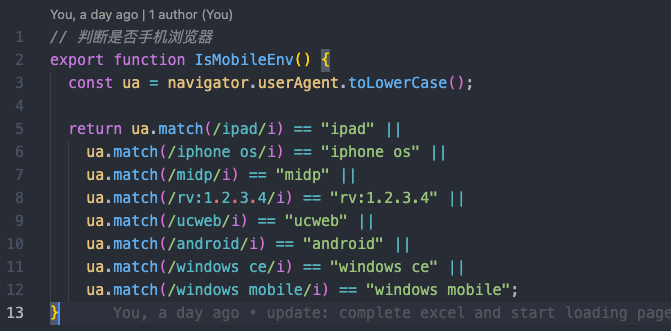 You, a day ago | 1 author (You)
1 // 判断是否手机浏览器
2 export function IsMobileEnv() {
3 const ua = navigator.userAgent.toLowerCase();
4
5 return ua.match(/ipad/i) == "ipad" ||
6 ua.match(/iphone os/i) == "iphone os" ||
7 ua.match(/midp/i) == "midp" ||
8 ua.match(/rv:1.2.3.4/i) == "rv:1.2.3.4" ||
9 ua.match(/ucweb/i) == "ucweb" ||
10 ua.match(/android/i) == "android" ||
11 ua.match(/windows ce/i) == "windows ce" ||
12 ua.match(/windows mobile/i) == "windows mobile";
13 } You, a day ago • update: complete excel and start loading page